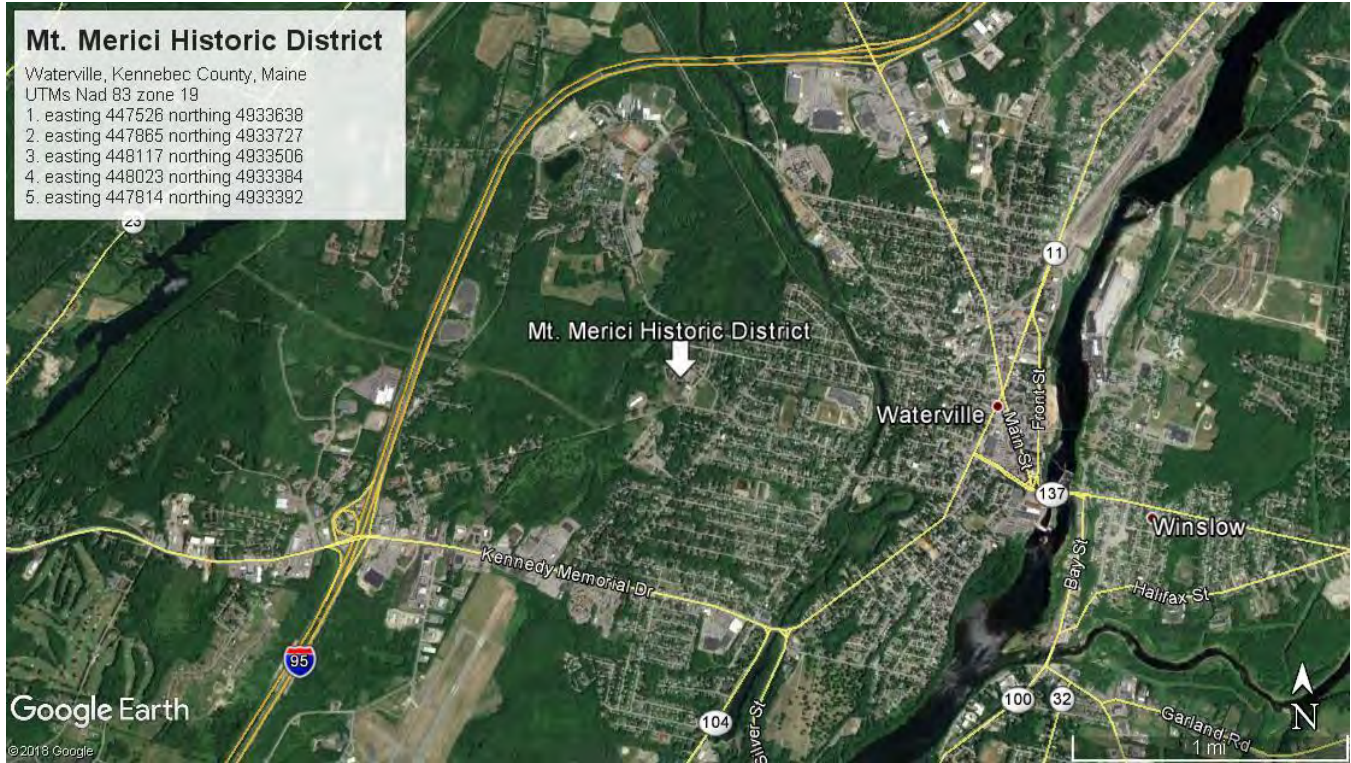 Mt. Merici Historic District
Waterville, Kennebec County, Maine
UTMs Nad 83 zone 19
1. easting 447526 northing 4933638
2. easting 447865 northing 4933727
3. easting 448117 northing 4933506
4. easting 448023 northing 4933384
5. easting 447814 northing 4933392
23
11
Mt. Merici Historic District
Waterville
Main St
Front St
137
Winslow
Bay St
Kennedy Memorial Dr
Halifax St
95
Google Earth
104
Silver St
100
32
Garland Rd
N
1 mi
©2018 Google